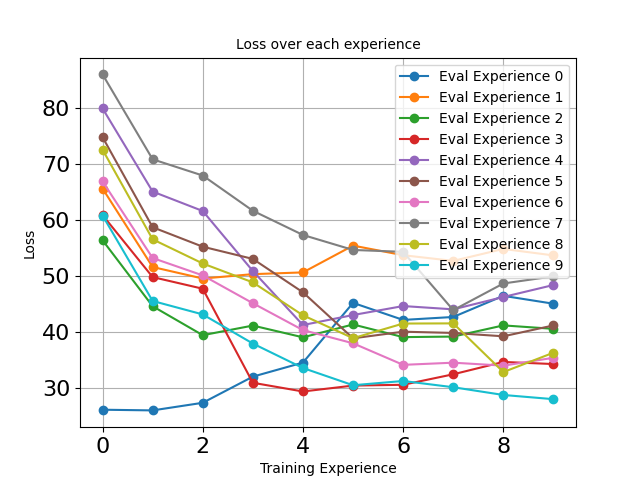 Loss over each experience
Eval Experience 0
Eval Experience 1
Eval Experience 2
Eval Experience 3
Eval Experience 4
Eval Experience 5
Eval Experience 6
Eval Experience 7
Eval Experience 8
Eval Experience 9
80
70
60
50
40
30
Loss
0 2 4 6 8
Training Experience